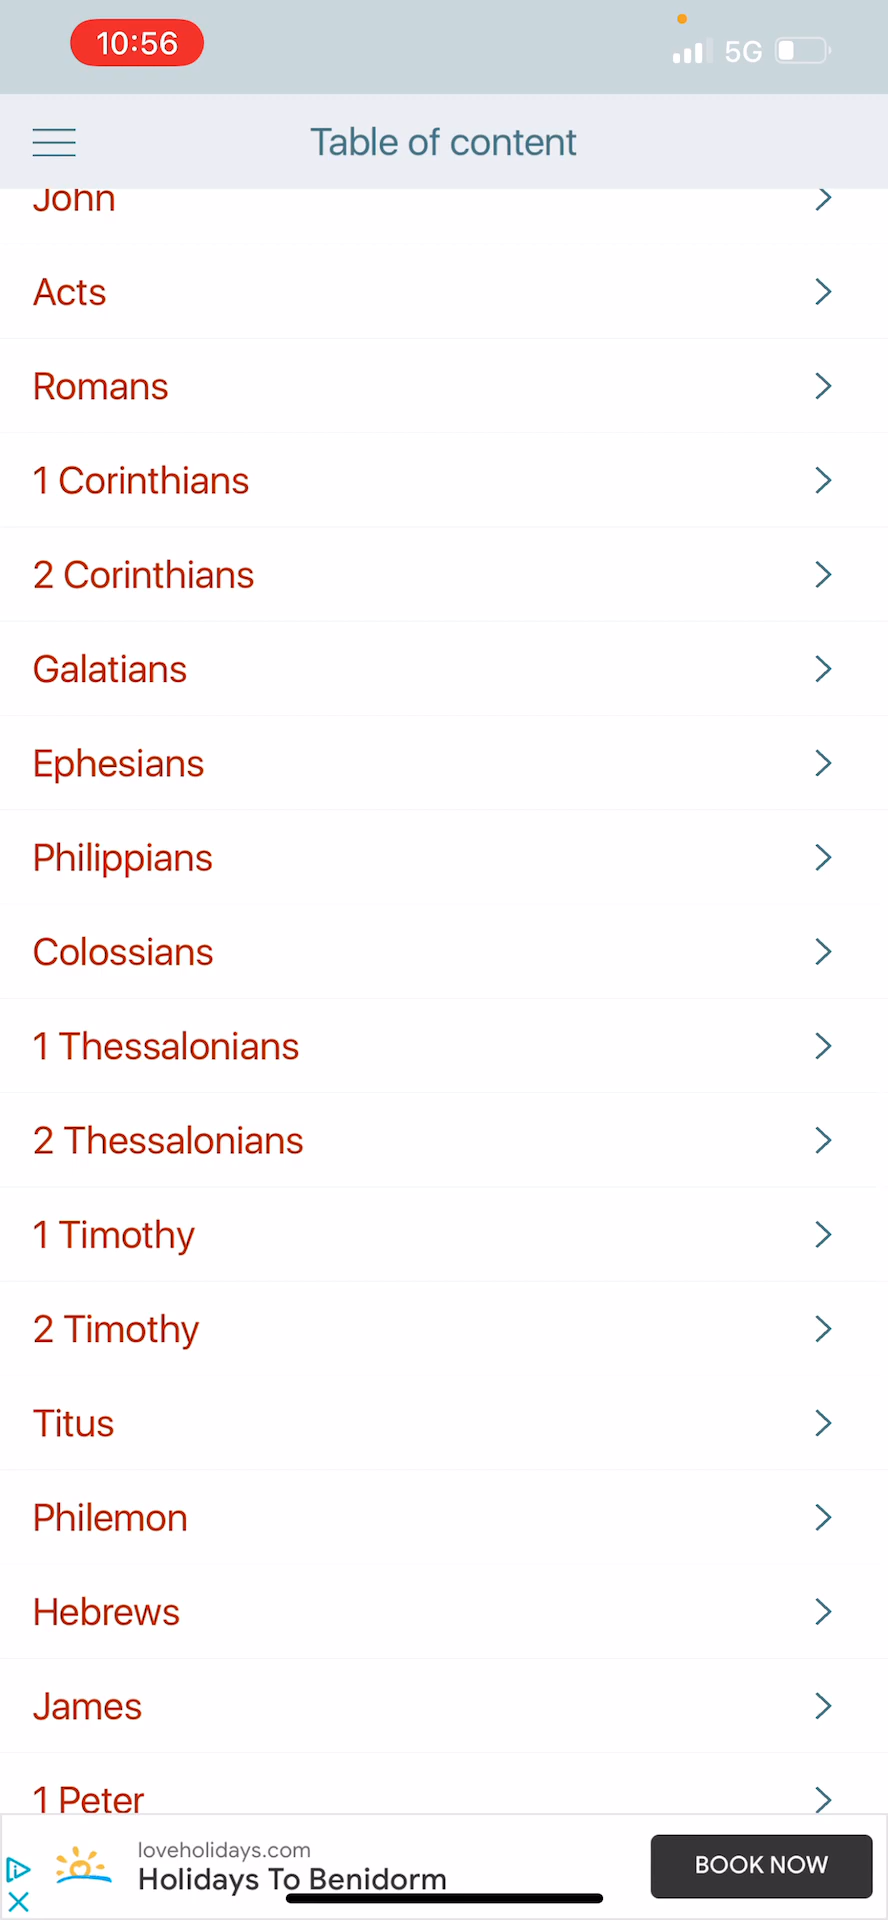 10:56
5G
Table of content
John
Acts
Romans
1 Corinthians
2 Corinthians
Galatians
Ephesians
Philippians
Colossians
1 Thessalonians
2 Thessalonians
1 Timothy
2 Timothy
Titus
Philemon
Hebrews
James
1 Peter
loveholidays.com
Holidays To Benidorm
BOOK NOW